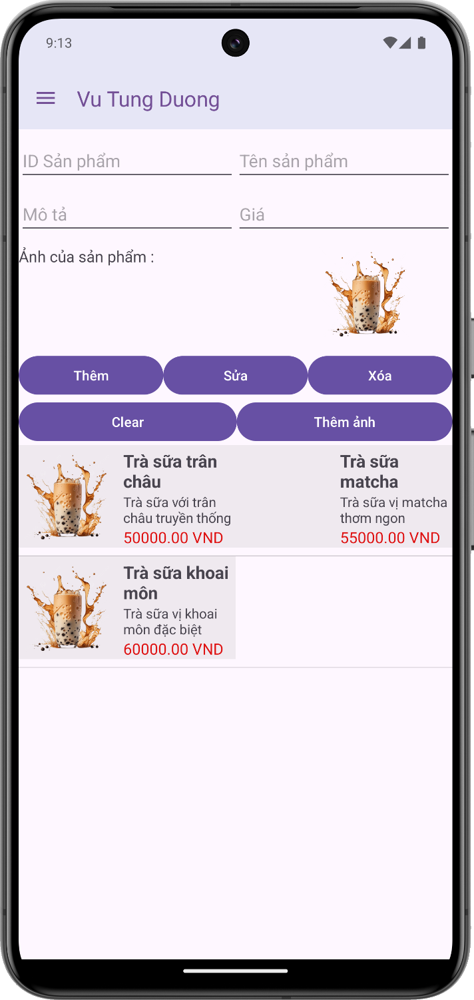 9:13
Vu Tung Duong
ID Sản phẩm
Tên sản phẩm
Mô tả
Giá
Ảnh của sản phẩm :
Thêm
Sửa
Xóa
Clear
Thêm ảnh
Trà sữa trân
châu
Trà sữa với trân
châu truyền thống
50000.00 VND
Trà sữa
matcha
Trà sữa vị matcha
thơm ngon
55000.00 VND
Trà sữa khoai
môn
Trà sữa vị khoai
môn đặc biệt
60000.00 VND